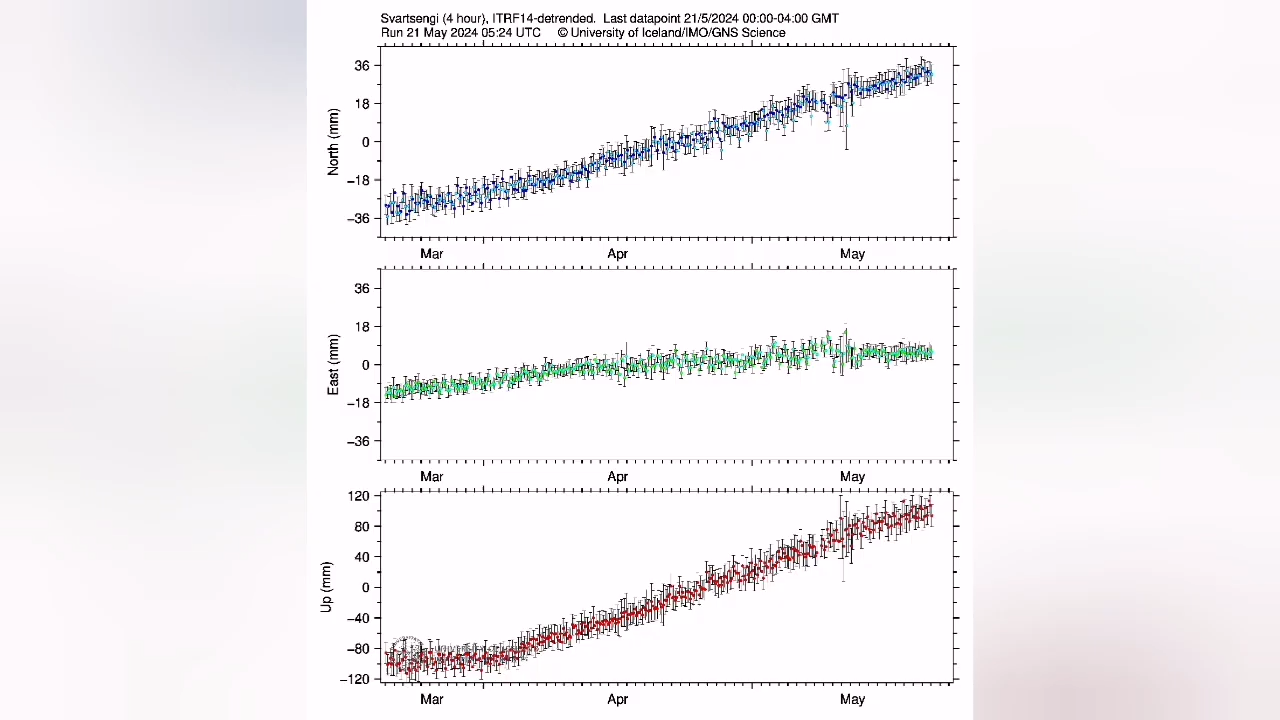 Svartsengi (4 hour), ITRF14-detrended. Last datapoint 21/5/2024 00:00-04:00 GMT
Run 21 May 2024 05:24 UTC © University of Iceland/IMO/GNS Science
North (mm)
36
18
0
−18
−36
Mar Apr May
East (mm)
36
18
0
−18
−36
Mar Apr May
Up (mm)
120
80
40
0
−40
−80
−120
Mar Apr May